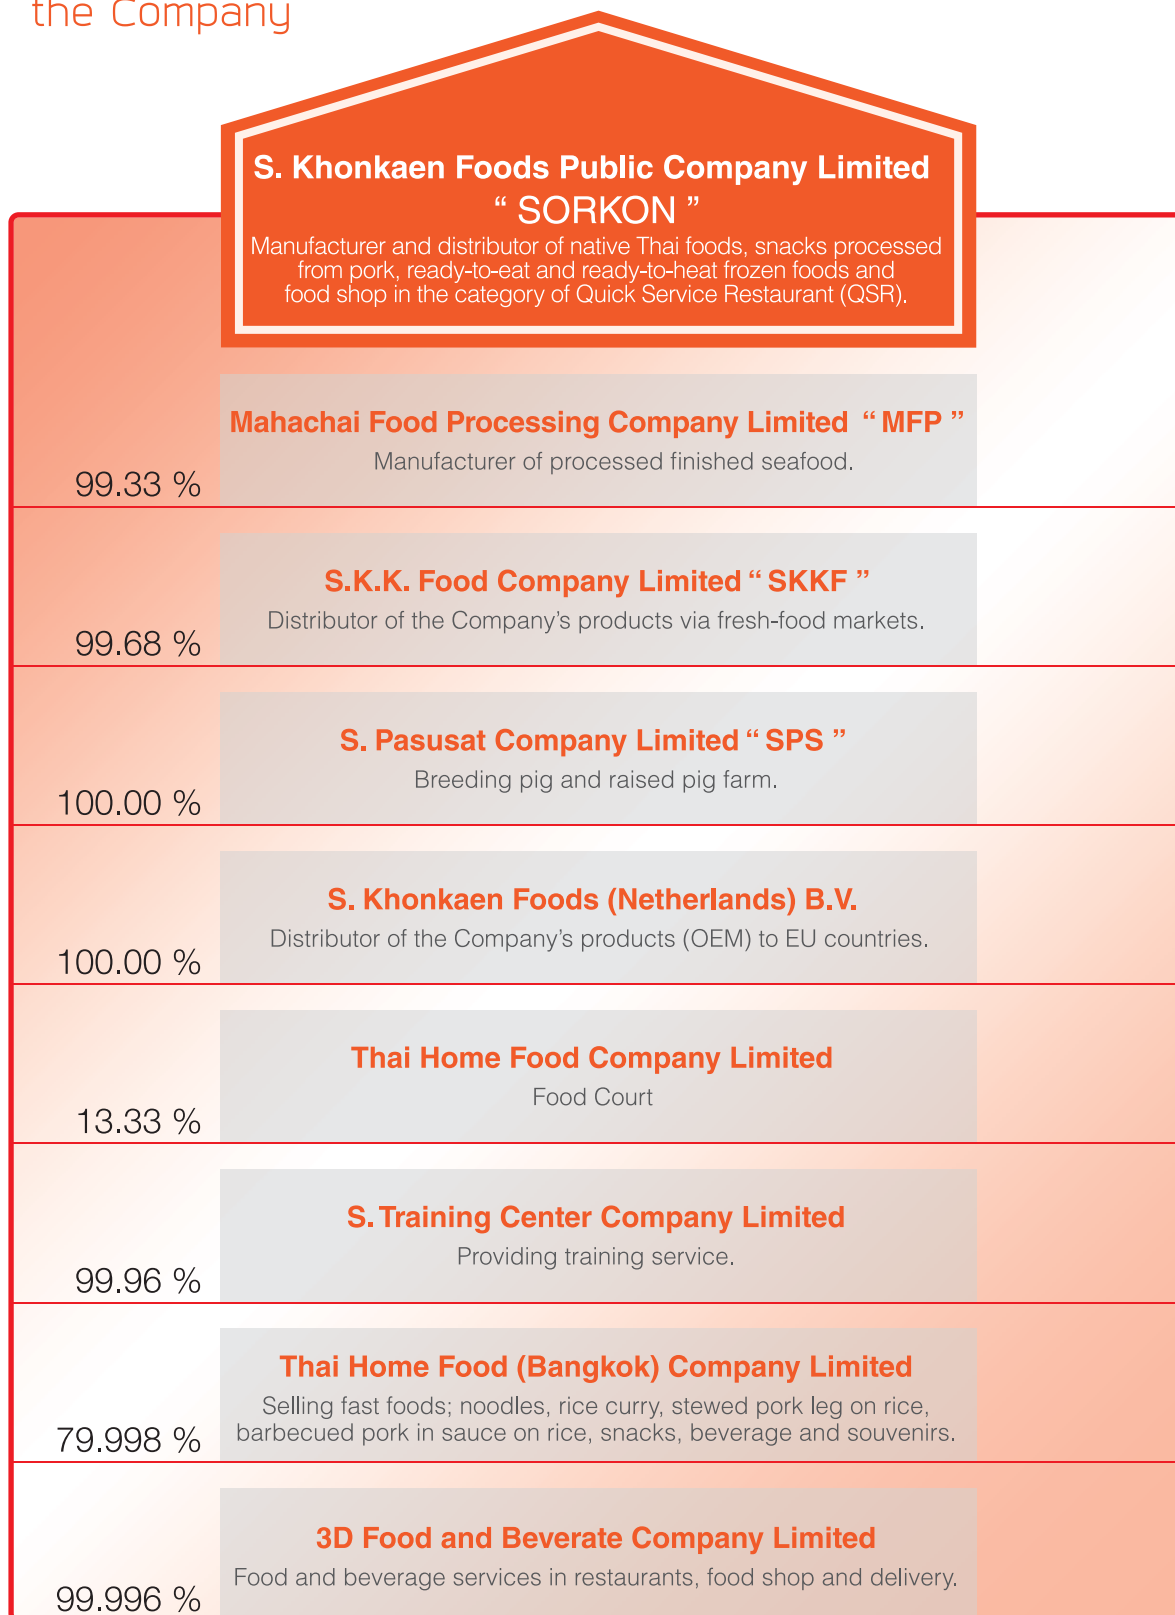 the Company
S. Khonkaen Foods Public Company Limited
“ SORKON ”
Manufacturer and distributor of native Thai foods, snacks processed
from pork, ready-to-eat and ready-to-heat frozen foods and
food shop in the category of Quick Service Restaurant (QSR).
Mahachai Food Processing Company Limited “ MFP ”
Manufacturer of processed finished seafood.
99.33 %
S.K.K. Food Company Limited “ SKKF ”
Distributor of the Company’s products via fresh-food markets.
99.68 %
S. Pasusat Company Limited “ SPS ”
Breeding pig and raised pig farm.
100.00 %
S. Khonkaen Foods (Netherlands) B.V.
Distributor of the Company’s products (OEM) to EU countries.
100.00 %
Thai Home Food Company Limited
Food Court
13.33 %
S. Training Center Company Limited
Providing training service.
99.96 %
Thai Home Food (Bangkok) Company Limited
Selling fast foods; noodles, rice curry, stewed pork leg on rice,
barbecued pork in sauce on rice, snacks, beverage and souvenirs.
79.998 %
3D Food and Beverate Company Limited
Food and beverage services in restaurants, food shop and delivery.
99.996 %